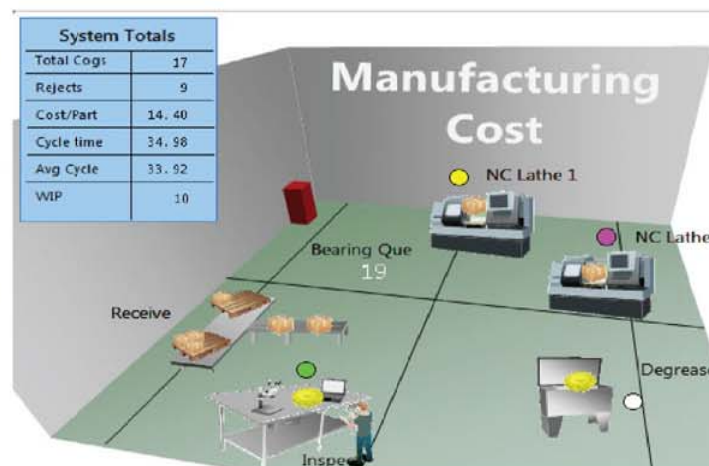 System Totals
Total Cogs 17
Rejects 9
Cost/Part 14.40
Cycle time 34.98
Avg Cycle 33.92
WIP 10
Manufacturing
Cost
NC Lathe 1
NC Lathe
Bearing Que
19
Receive
Degrease
Inspec